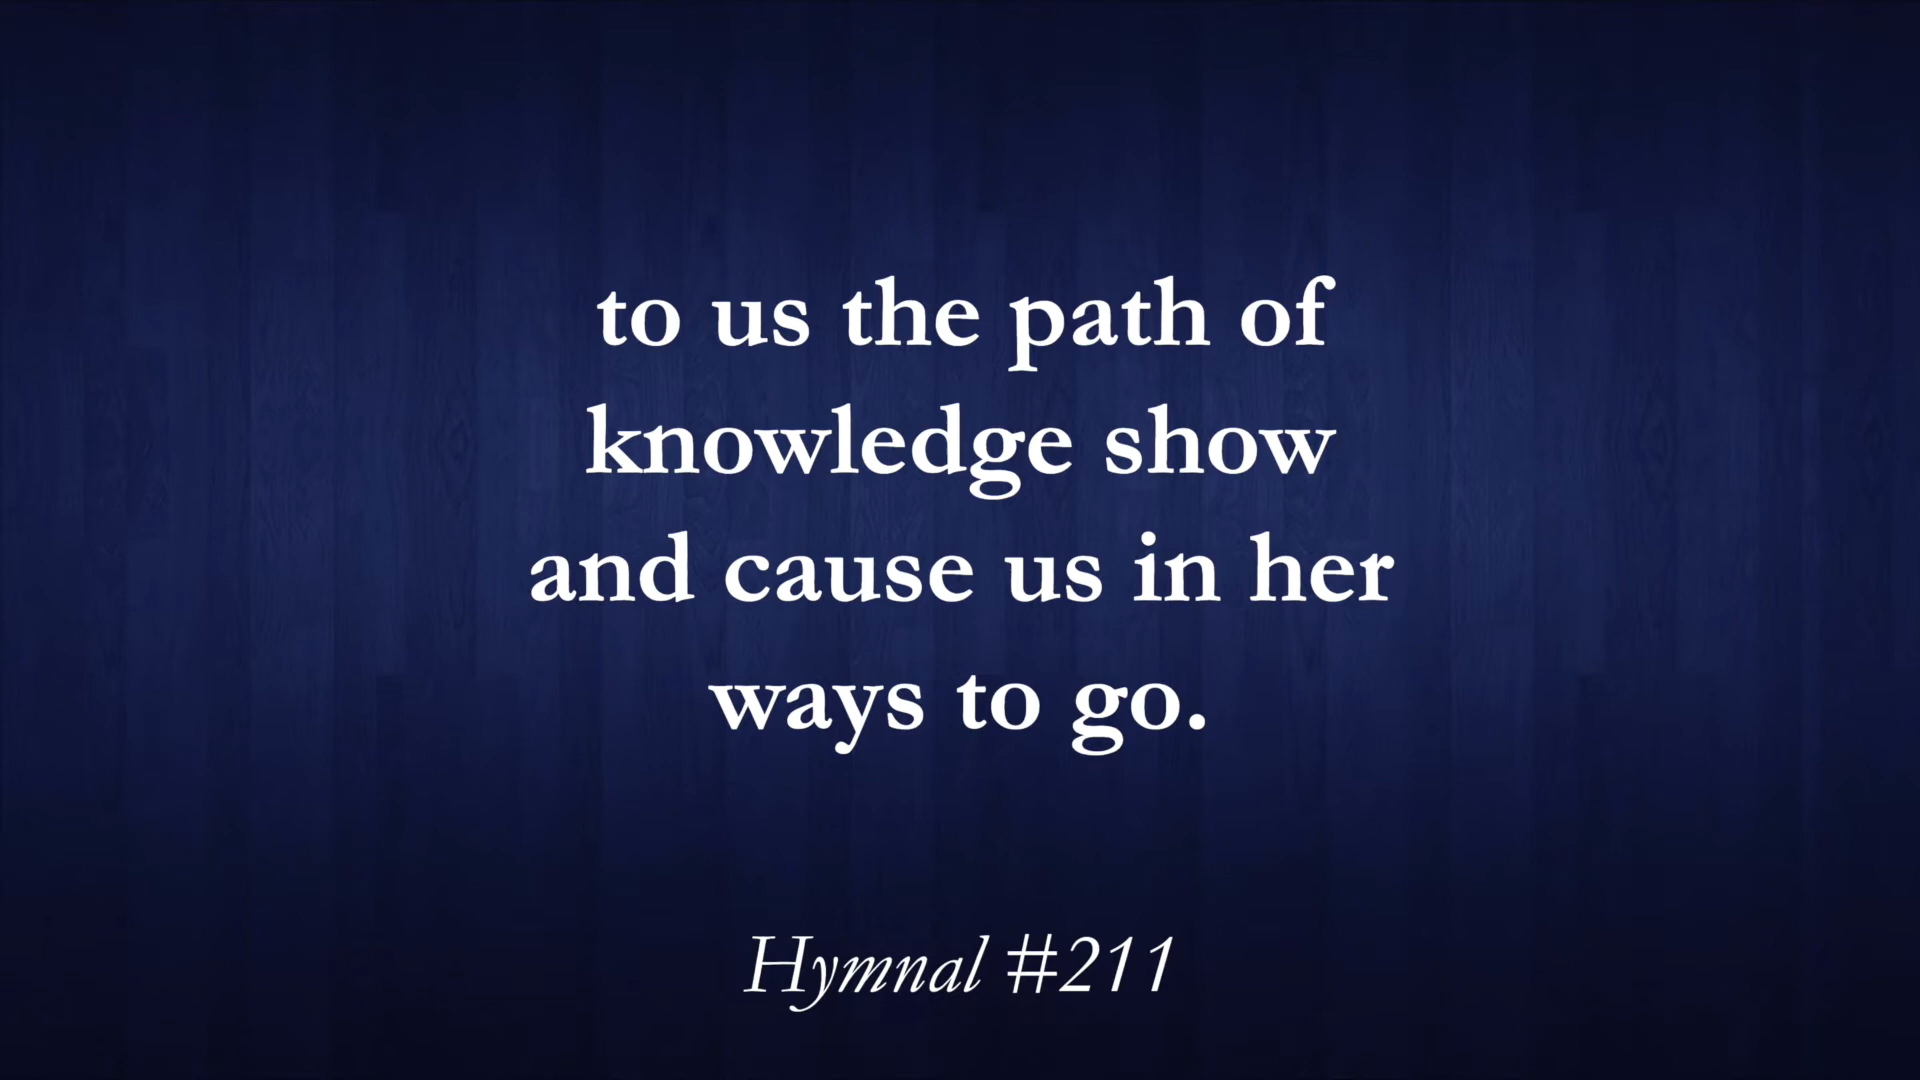 to us the path of
knowledge show
and cause us in her
ways to go.
Hymnal #211